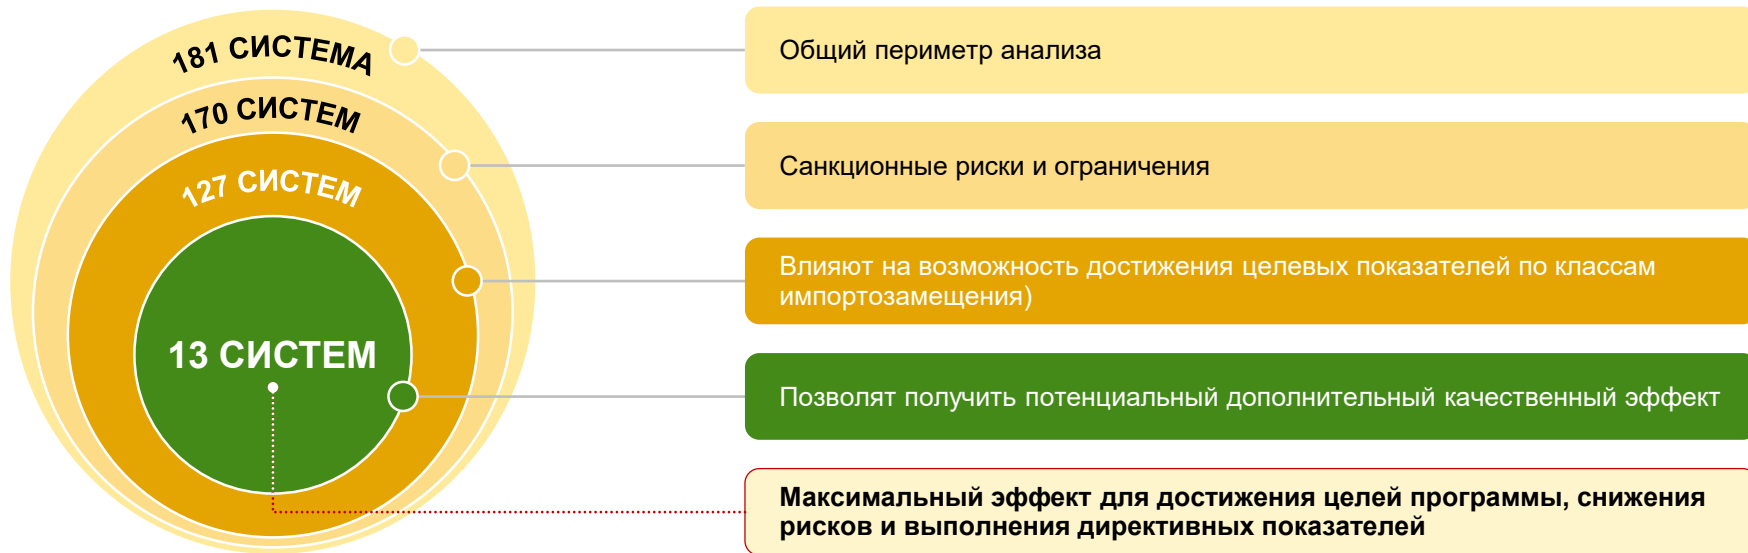 181 СИСТЕМА
170 СИСТЕМ
127 СИСТЕМ
13 СИСТЕМ
Общий периметр анализа
Санкционные риски и ограничения
Влияют на возможность достижения целевых показателей по классам
импортозамещения)
Позволят получить потенциальный дополнительный качественный эффект
Максимальный эффект для достижения целей программы, снижения
рисков и выполнения директивных показателей